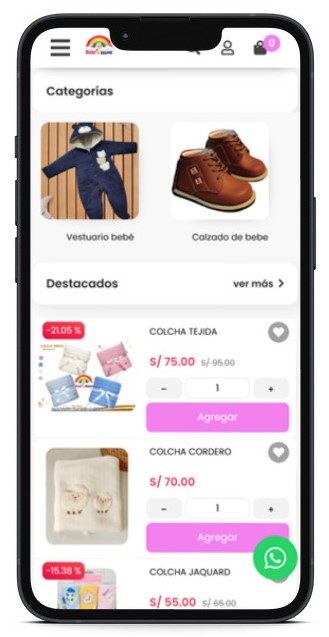 0
Categorías
Vestuario bebé
Calzado de bebe
Destacados
ver más
-21.05 %
COLCHA TEJIDA
S/ 75.00 S/ 95.00
- 1 +
Agregar
COLCHA CORDERO
S/ 70.00
- 1 +
Agregar
-15.38 %
COLCHA JAQUARD
S/ 55.00 S/ 65.00